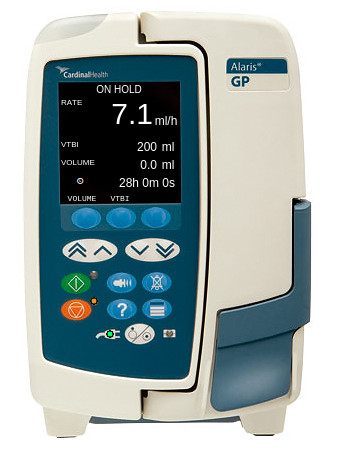 CardinalHealth
Alaris®
GP
ON HOLD
RATE
7.1 ml/h
VTBI 200 ml
VOLUME 0.0 ml
28h 0m 0s
VOLUME VTBI
?